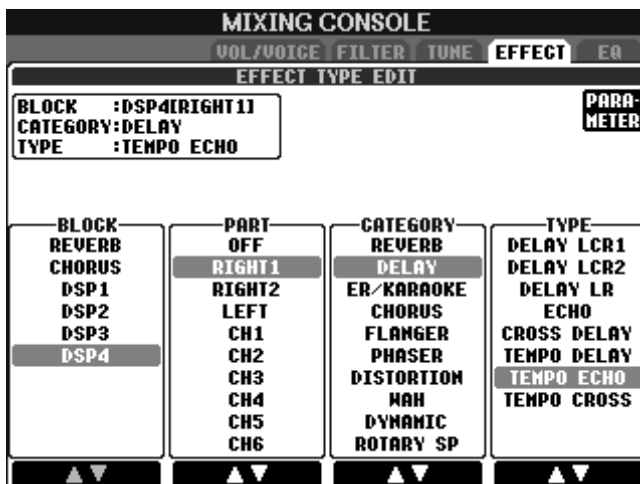 MIXING CONSOLE
VOL/VOICE FILTER TUNE EFFECT EQ
EFFECT TYPE EDIT
BLOCK :DSP4[RIGHT1]
CATEGORY:DELAY
TYPE :TEMPO ECHO
PARA-
METER
BLOCK
REVERB
CHORUS
DSP1
DSP2
DSP3
DSP4
PART
OFF
RIGHT1
RIGHT2
LEFT
CH1
CH2
CH3
CH4
CH5
CH6
CATEGORY
REVERB
DELAY
ER/KARAOKE
CHORUS
FLANGER
PHASER
DISTORTION
WAH
DYNAMIC
ROTARY SP
TYPE
DELAY LCR1
DELAY LCR2
DELAY LR
ECHO
CROSS DELAY
TEMPO DELAY
TEMPO ECHO
TEMPO CROSS